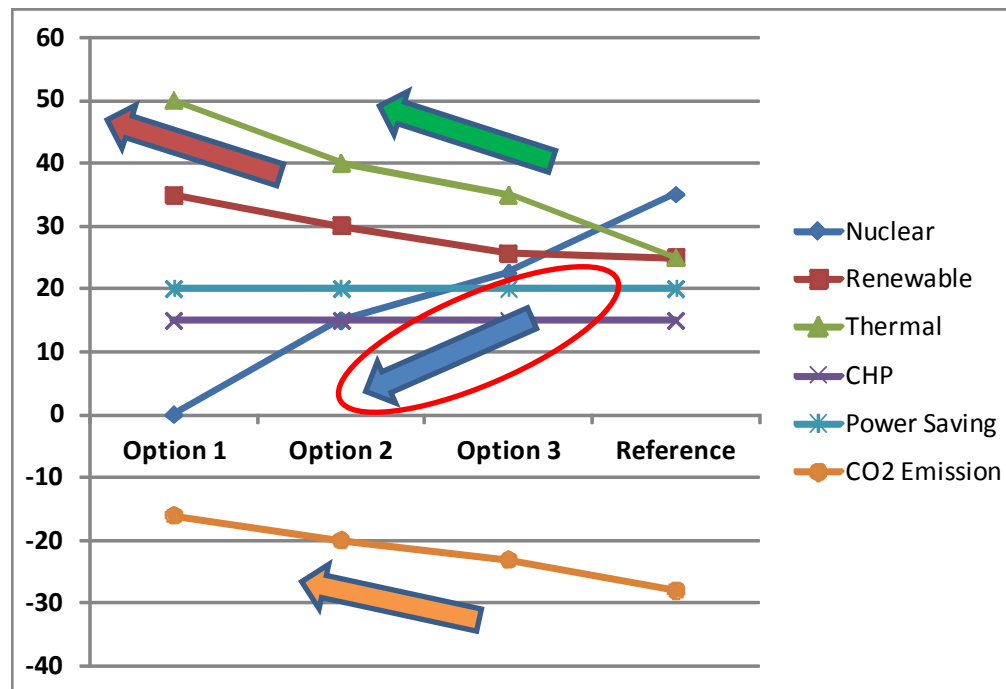 60
50
40
30
20
10
0
Option 1 Option 2 Option 3 Reference
-10
-20
-30
-40
Nuclear
Renewable
Thermal
CHP
Power Saving
CO2 Emission